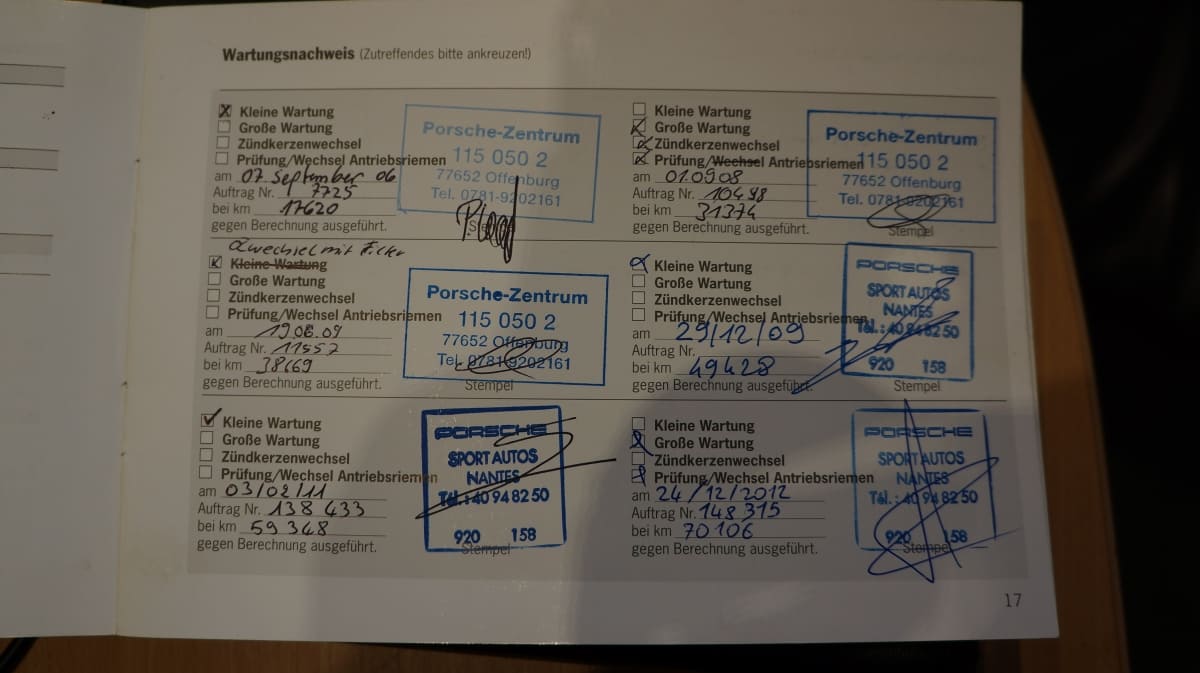 Wartungsnachweis (Zutreffendes bitte ankreuzen!)
Kleine Wartung
Große Wartung
Zündkerzenwechsel
Prüfung/Wechsel Antriebsriemen
am 07. September 06
Auftrag Nr. 7725
bei km 17620
gegen Berechnung ausgeführt.
Porsche-Zentrum
115 050 2
77652 Offenburg
Tel. 0781-9202161
Kleine Wartung
Große Wartung
Zündkerzenwechsel
Prüfung/Wechsel Antriebsriemen
am 01.09.08
Auftrag Nr. 10498
bei km 31374
gegen Berechnung ausgeführt.
Porsche-Zentrum
115 050 2
77652 Offenburg
Tel. 0781-9202161
Stempel
Ölwechsel mit Filter
Kleine Wartung
Große Wartung
Zündkerzenwechsel
Prüfung/Wechsel Antriebsriemen
am 19.08.09
Auftrag Nr. 11557
bei km 38169
gegen Berechnung ausgeführt.
Porsche-Zentrum
115 050 2
77652 Offenburg
Tel. 0781-9202161
Stempel
Kleine Wartung
Große Wartung
Zündkerzenwechsel
Prüfung/Wechsel Antriebsriemen
am 29/12/09
Auftrag Nr.
bei km 49428
gegen Berechnung ausgeführt.
PORSCHE
SPORT AUTOS
NANTES
Tél. : 40 94 82 50
920 158
Stempel
Kleine Wartung
Große Wartung
Zündkerzenwechsel
Prüfung/Wechsel Antriebsriemen
am 03/02/11
Auftrag Nr. 138 433
bei km 59 348
gegen Berechnung ausgeführt.
PORSCHE
SPORT AUTOS
NANTES
Tél. : 40 94 82 50
920 158
Stempel
Kleine Wartung
Große Wartung
Zündkerzenwechsel
Prüfung/Wechsel Antriebsriemen
am 24/12/2012
Auftrag Nr. 148 315
bei km 70 106
gegen Berechnung ausgeführt.
PORSCHE
SPORT AUTOS
NANTES
Tél. : 40 94 82 50
920 158
Stempel
17